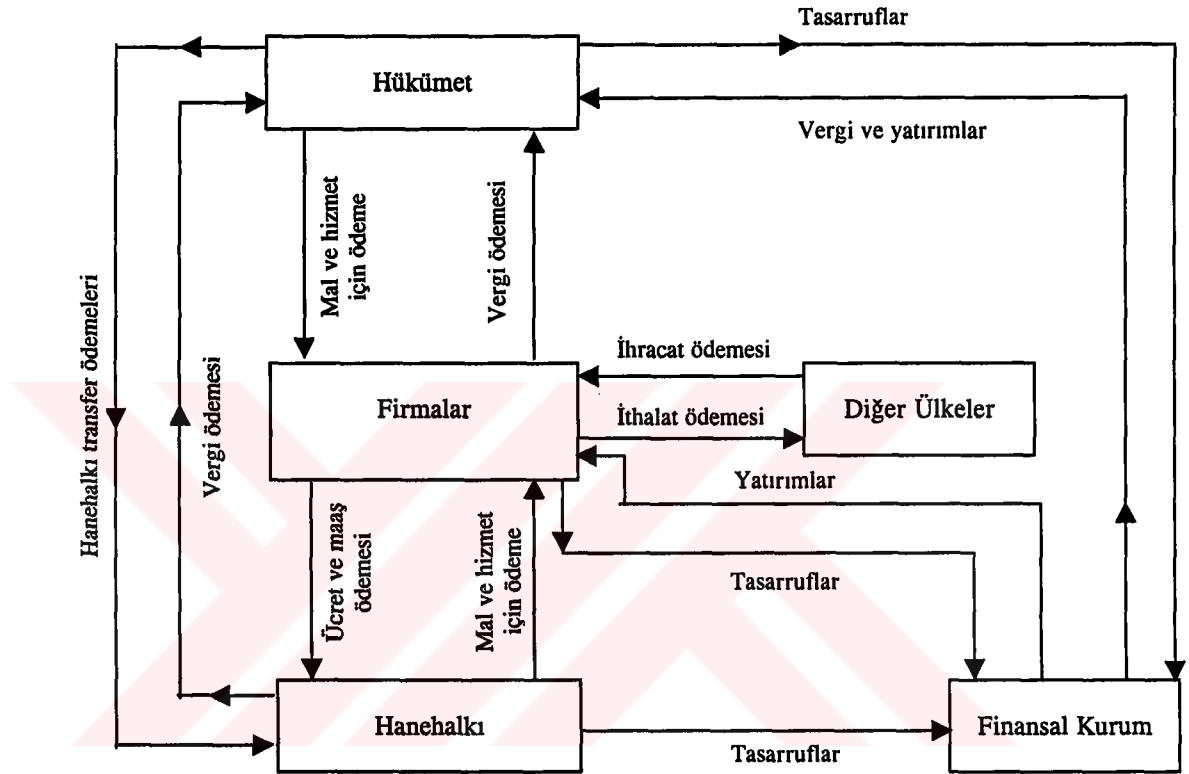 Tasarruflar
Hükümet
Vergi ve yatırımlar
Mal ve hizmet
için ödeme
Vergi ödemesi
Hanehalkı transfer ödemeleri
Vergi ödemesi
İhracat ödemesi
Firmalar
Diğer Ülkeler
İthalat ödemesi
Yatırımlar
Ücret ve maaş
ödemesi
Mal ve hizmet
için ödeme
Tasarruflar
Hanehalkı
Finansal Kurum
Tasarruflar